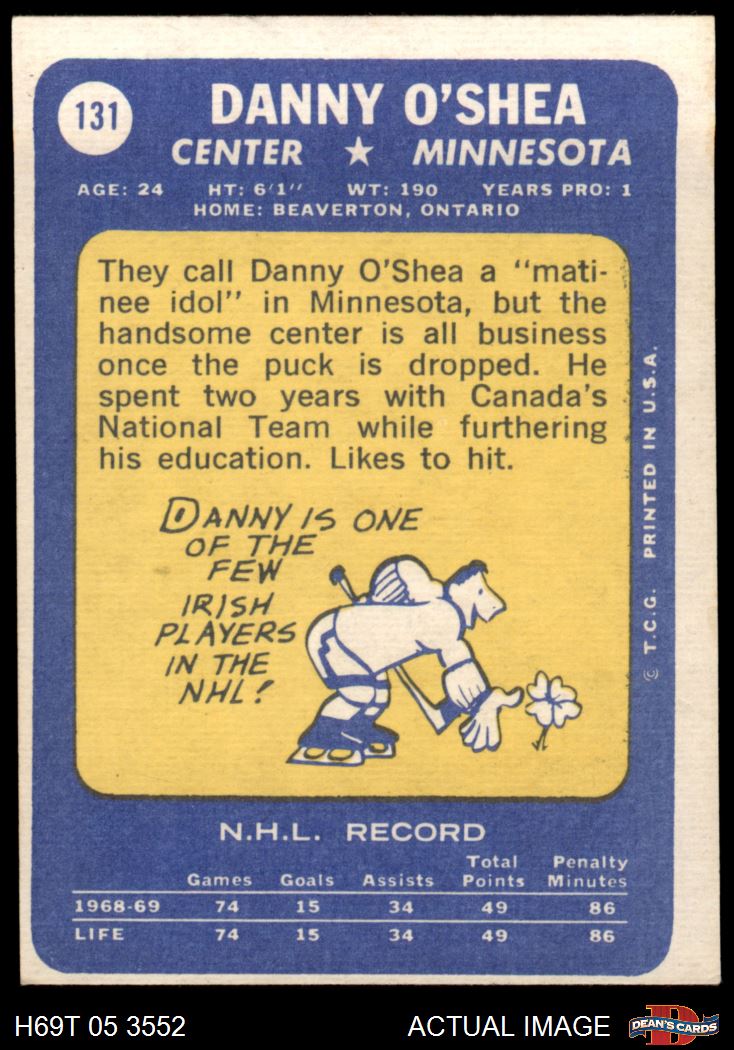 131
DANNY O'SHEA
CENTER ★ MINNESOTA
AGE: 24 HT: 6'1" WT: 190 YEARS PRO: 1
HOME: BEAVERTON, ONTARIO
They call Danny O'Shea a "mati-
nee idol" in Minnesota, but the
handsome center is all business
once the puck is dropped. He
spent two years with Canada's
National Team while furthering
his education. Likes to hit.
DANNY IS ONE
OF THE
FEW
IRISH
PLAYERS
IN THE
NHL!
© T.C.G. PRINTED IN U.S.A.
N.H.L. RECORD
Games Goals Assists Total Points Penalty Minutes
1968-69 74 15 34 49 86
LIFE 74 15 34 49 86
H69T 05 3552 ACTUAL IMAGE DEAN'S CARDS